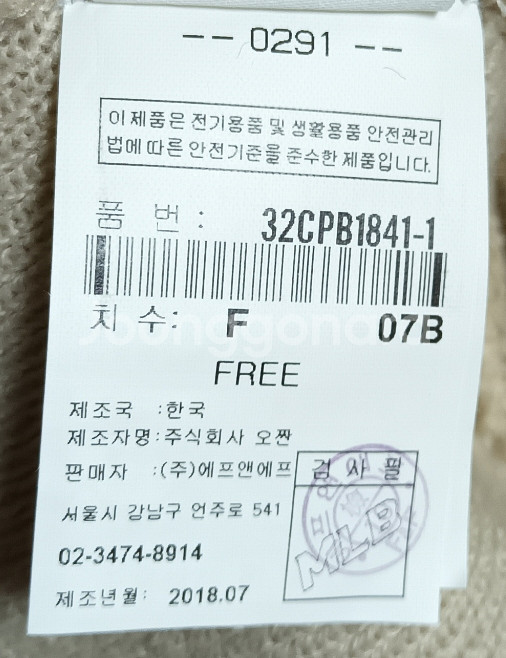 -- 0291 --
이 제품은 전기용품 및 생활용품 안전관리
법에 따른 안전기준을 준수한 제품입니다.
품 번 : 32CPB1841-1
치 수: F 07B
FREE
제조국 :한국
제조자명:주식회사 오짠
판매자 :(주)에프앤에프
서울시 강남구 언주로 541
02-3474-8914
제조년월: 2018.07
검 사 필
MLB